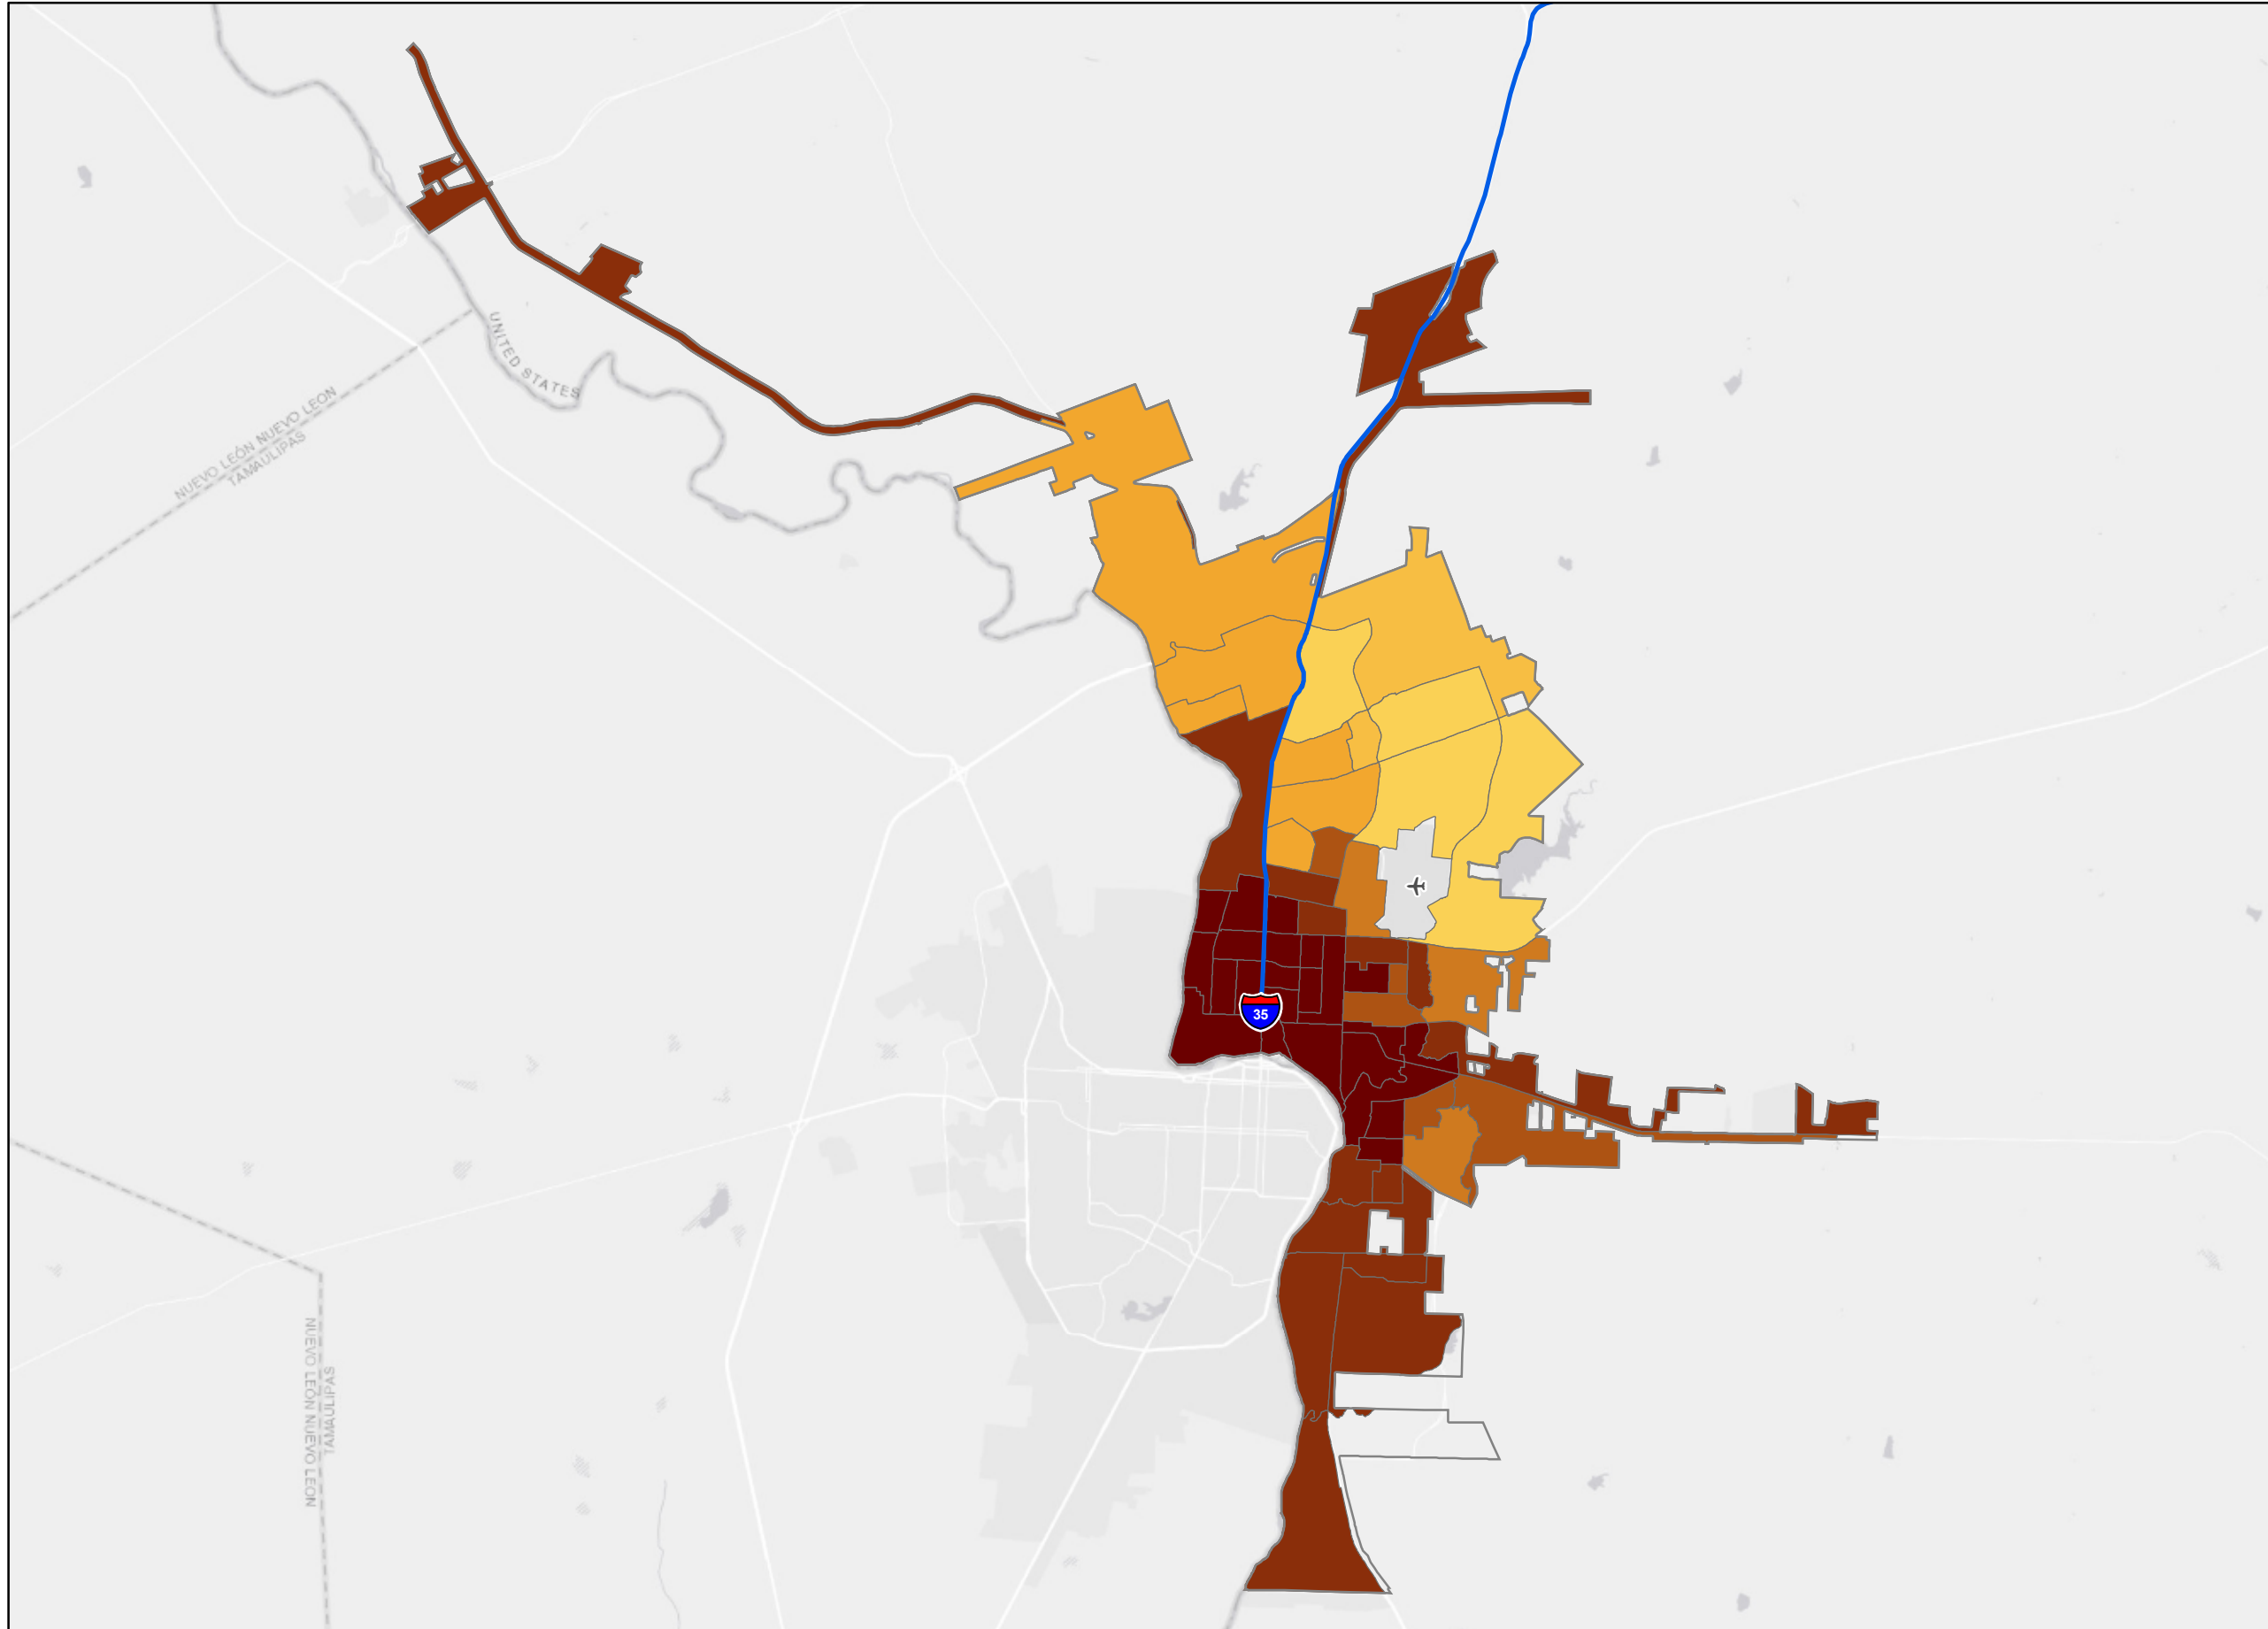 UNITED STATES
NUEVO LEÓN NUEVO LEON
TAMAULIPAS
35
NUEVO LEÓN NUEVO LEON
TAMAULIPAS